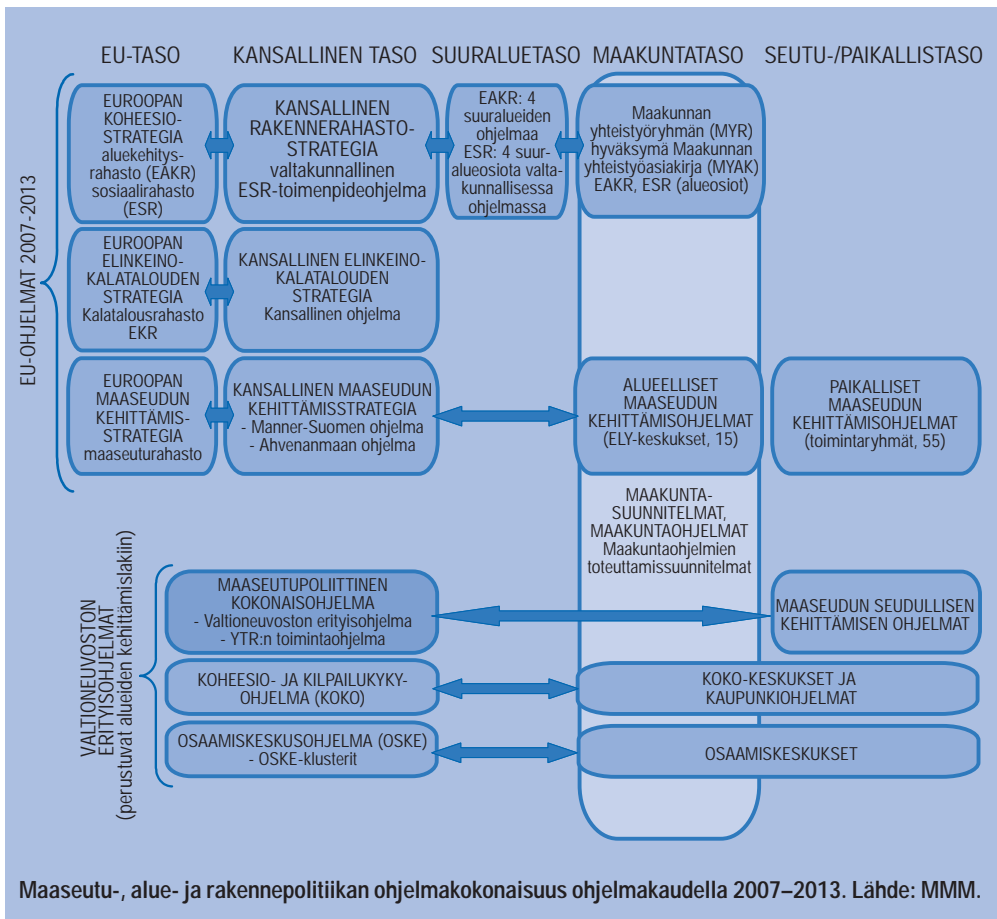 EU-TASO
KANSALLINEN TASO
SUURALUETASO
MAAKUNTATASO
SEUTU-/PAIKALLISTASO
EU-OHJELMAT 2007-2013
EUROOPAN
KOHEESIO-
STRATEGIA
aluekehitys-
rahasto (EAKR)
sosiaalirahasto
(ESR)
KANSALLINEN
RAKENNERAHASTO-
STRATEGIA
valtakunnallinen
ESR-toimenpideohjelma
EAKR: 4
suuralueiden
ohjelmaa
ESR: 4 suur-
alueosiota valta-
kunnallisessa
ohjelmassa
Maakunnan
yhteistyöryhmän (MYR)
hyväksymä Maakunnan
yhteistyöasiakirja (MYAK)
EAKR, ESR (alueosiot)
EUROOPAN
ELINKEINO-
KALATALOUDEN
STRATEGIA
Kalatalousrahasto
EKR
KANSALLINEN ELINKEINO-
KALATALOUDEN
STRATEGIA
Kansallinen ohjelma
EUROOPAN
MAASEUDUN
KEHITTÄMIS-
STRATEGIA
maaseuturahasto
KANSALLINEN MAASEUDUN
KEHITTÄMISSTRATEGIA
- Manner-Suomen ohjelma
- Ahvenanmaan ohjelma
ALUEELLISET
MAASEUDUN
KEHITTÄMISOHJELMAT
(ELY-keskukset, 15)
PAIKALLISET
MAASEUDUN
KEHITTÄMISOHJELMAT
(toimintaryhmät, 55)
MAAKUNTA-
SUUNNITELMAT,
MAAKUNTAOHJELMAT
Maakuntaohjelmien
toteuttamissuunnitelmat
VALTIONEUVOSTON
ERITYISOHJELMAT
(perustuvat alueiden kehittämislakiin)
MAASEUTUPOLIITTINEN
KOKONAISOHJELMA
- Valtioneuvoston erityisohjelma
- YTR:n toimintaohjelma
MAASEUDUN SEUDULLISEN
KEHITTÄMISEN OHJELMAT
KOHEESIO- JA KILPAILUKYKY-
OHJELMA (KOKO)
KOKO-KESKUKSET JA
KAUPUNKIOHJELMAT
OSAAMISKESKUSOHJELMA (OSKE)
- OSKE-klusterit
OSAAMISKESKUKSET
Maaseutu-, alue- ja rakennepolitiikan ohjelmakokonaisuus ohjelmakaudella 2007–2013. Lähde: MMM.